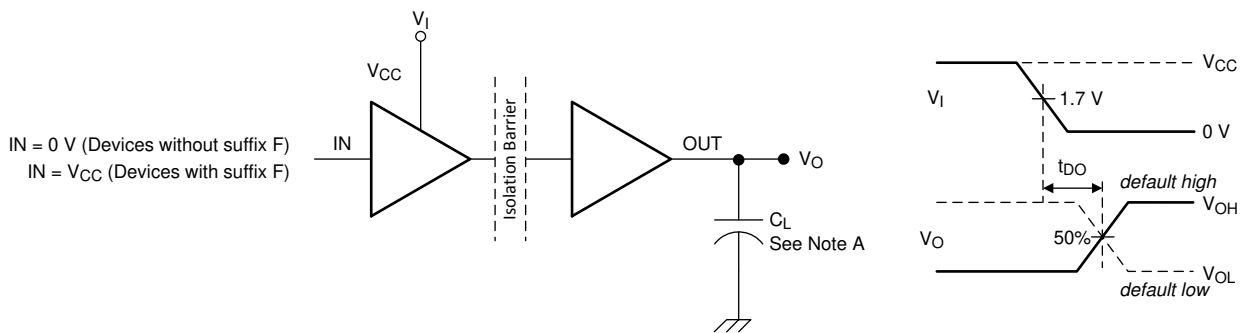 V_I
V_CC
IN = 0 V (Devices without suffix F)
IN = V_CC (Devices with suffix F)
IN
Isolation Barrier
OUT
V_O
C_L
See Note A
V_I
V_CC
1.7 V
0 V
t_DO
default high
V_OH
V_O
50%
V_OL
default low